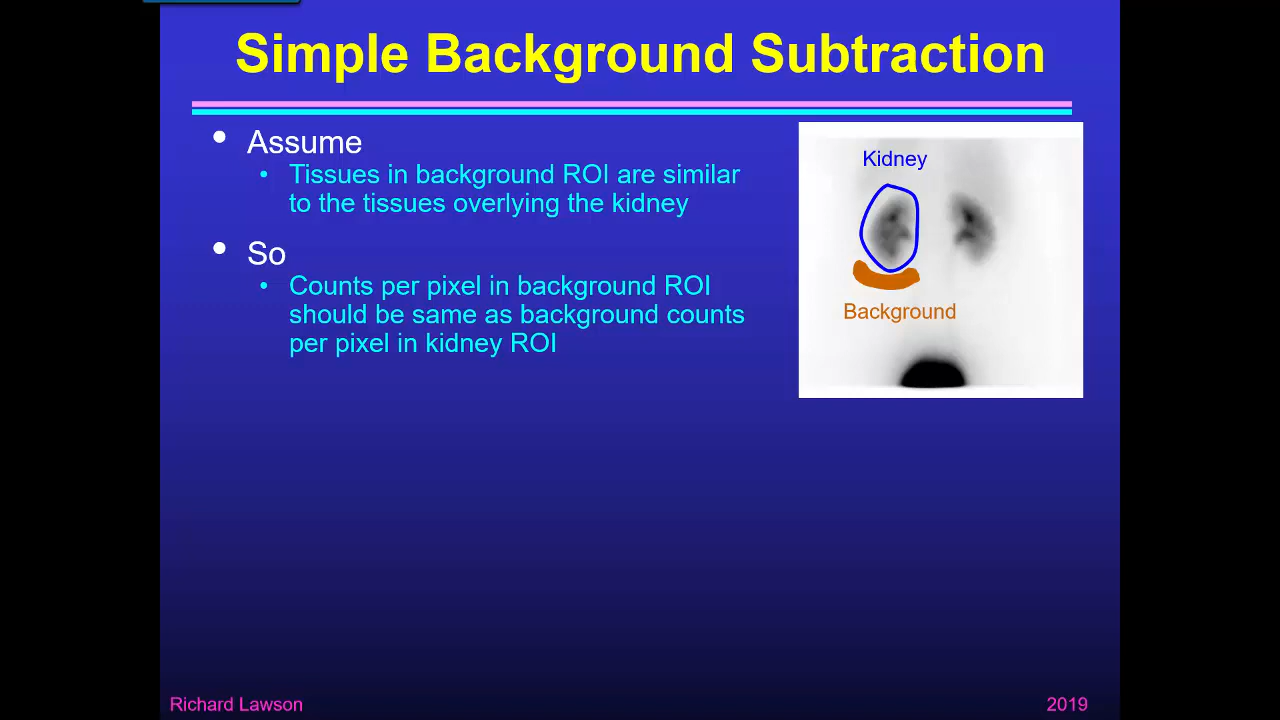 Simple Background Subtraction
• Assume
• Tissues in background ROI are similar
to the tissues overlying the kidney
• So
• Counts per pixel in background ROI
should be same as background counts
per pixel in kidney ROI
Kidney
Background
Richard Lawson
2019